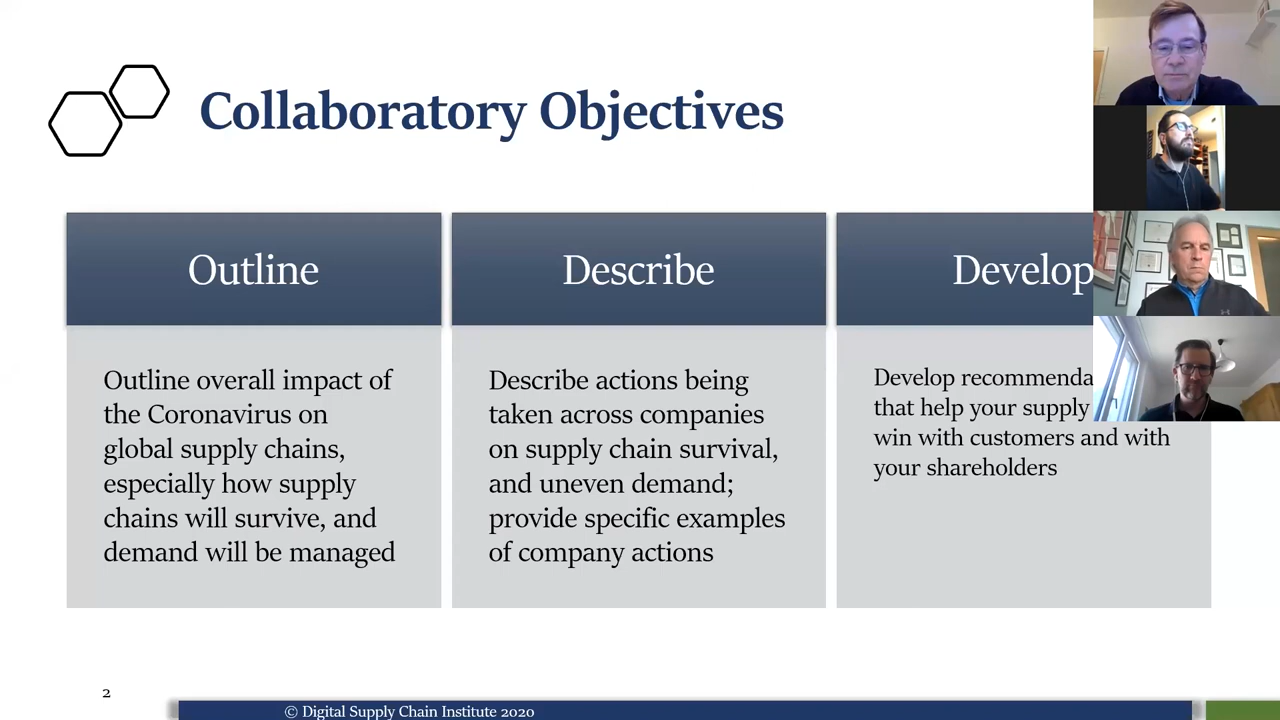 Collaboratory Objectives
Outline
Outline overall impact of
the Coronavirus on
global supply chains,
especially how supply
chains will survive, and
demand will be managed
Describe
Describe actions being
taken across companies
on supply chain survival,
and uneven demand;
provide specific examples
of company actions
Develop
Develop recommenda
that help your supply
win with customers and with
your shareholders
2
© Digital Supply Chain Institute 2020